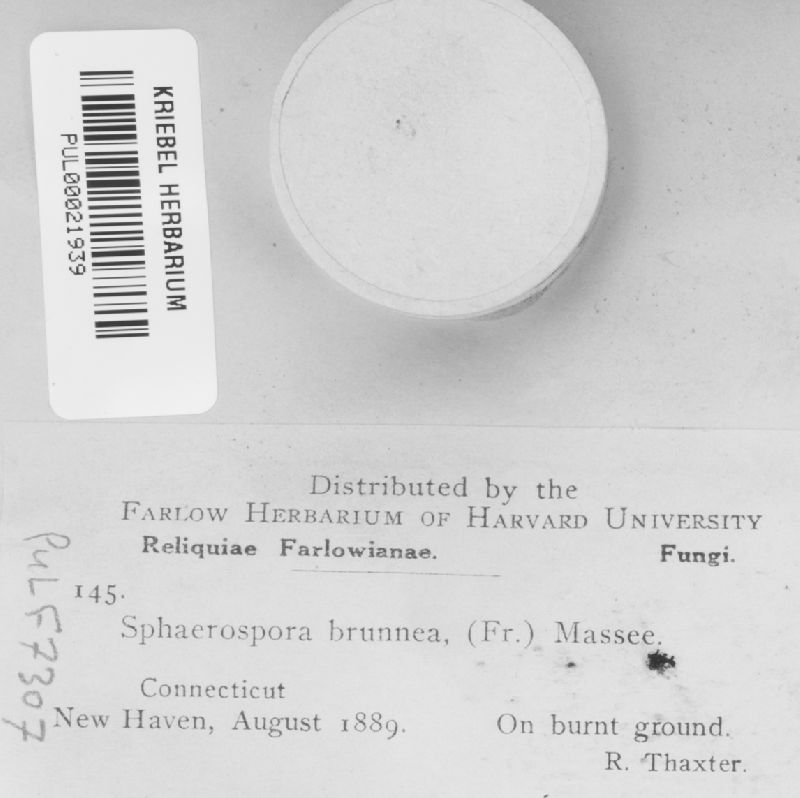 KRIEBEL HERBARIUM
PUL00021939
Distributed by the
FARLOW HERBARIUM OF HARVARD UNIVERSITY
Reliquiae Farlowianae. Fungi.
145.
Sphaerospora brunnea, (Fr.) Massee.
Connecticut
New Haven, August 1889. On burnt ground.
R. Thaxter.
PUL F7307